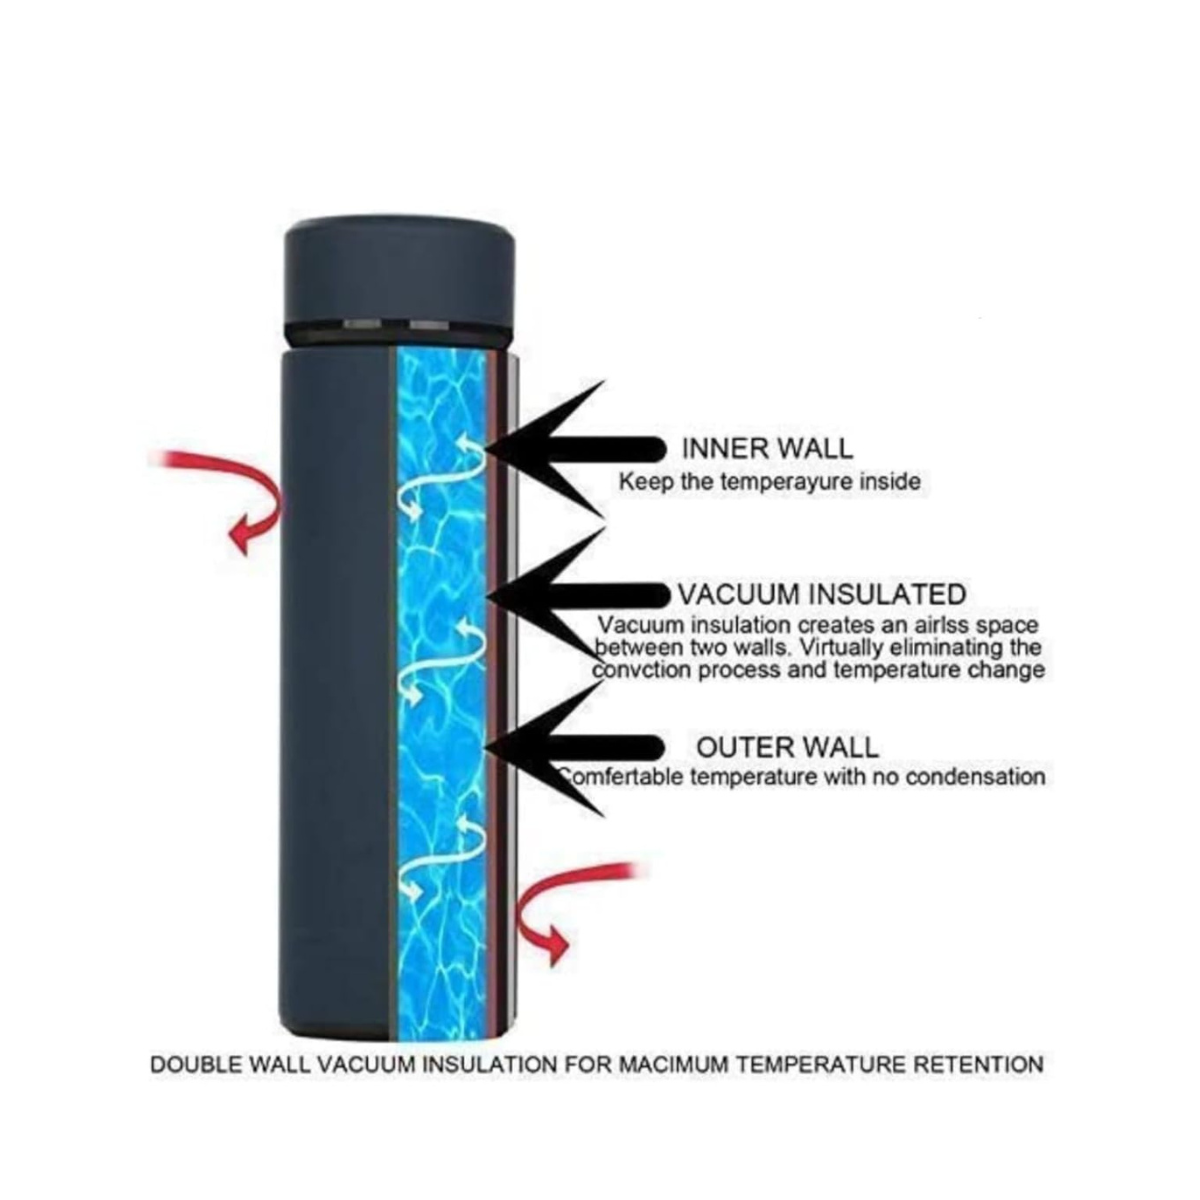 INNER WALL
Keep the temperayure inside
VACUUM INSULATED
Vacuum insulation creates an airlss space
between two walls. Virtually eliminating the
convction process and temperature change
OUTER WALL
Comfertable temperature with no condensation
DOUBLE WALL VACUUM INSULATION FOR MACIMUM TEMPERATURE RETENTION